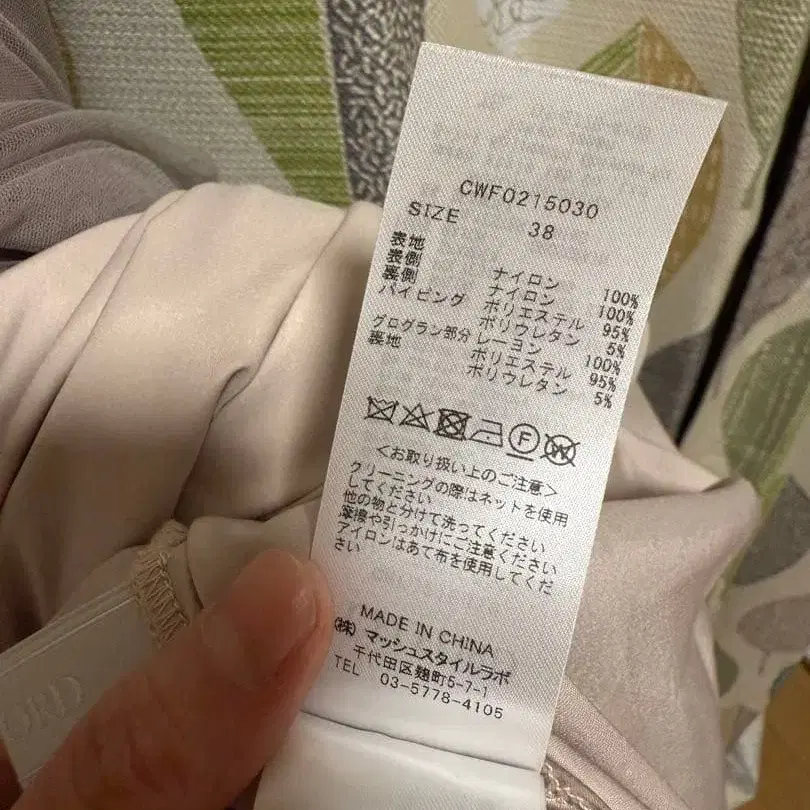 CWF0215030
SIZE 38
表地 ナイロン 100%
表側 ナイロン 100%
裏側 ポリエステル 95%
パイピング ポリウレタン 5%
グログラン部分 レーヨン 100%
裏地 ポリエステル 95%
ポリウレタン 5%
F
W
<お取り扱い上のご注意>
クリーニングの際はネットを使用
してください
他の物と分けて洗ってください
摩擦や引っかけにご注意ください
アイロンはあて布を使用してくだ
さい
MADE IN CHINA
(株) マッシュスタイルラボ
千代田区麹町5-7-1
TEL 03-5778-4105